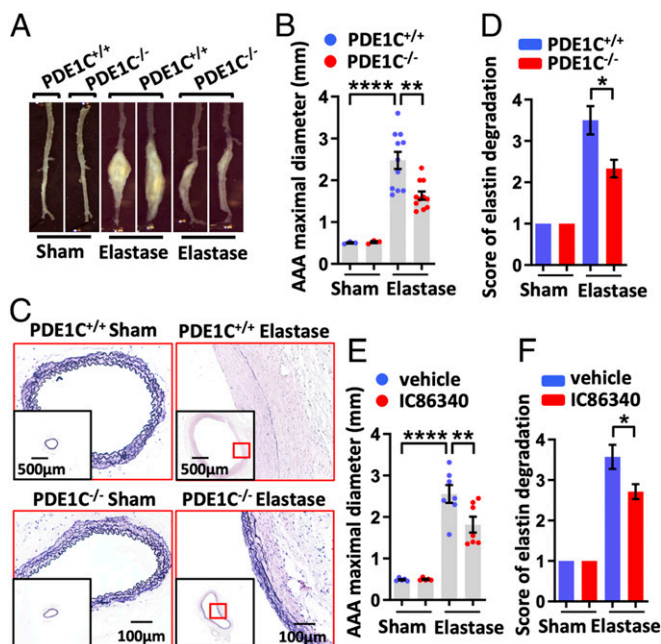 A
PDE1C+/+
PDE1C-/-
PDE1C+/+
PDE1C-/-
Sham
Elastase
Elastase
B
PDE1C+/+
PDE1C-/-
AAA maximal diameter (mm)
4
3
2
1
0
****
**
Sham
Elastase
D
PDE1C+/+
PDE1C-/-
Score of elastin degradation
4
3
2
1
0
*
Sham
Elastase
C
PDE1C+/+ Sham
PDE1C+/+ Elastase
500μm
500μm
PDE1C-/- Sham
PDE1C-/- Elastase
100μm
100μm
E
vehicle
IC86340
AAA maximal diameter (mm)
4
3
2
1
0
****
**
Sham
Elastase
F
vehicle
IC86340
Score of elastin degradation
4
3
2
1
0
*
Sham
Elastase